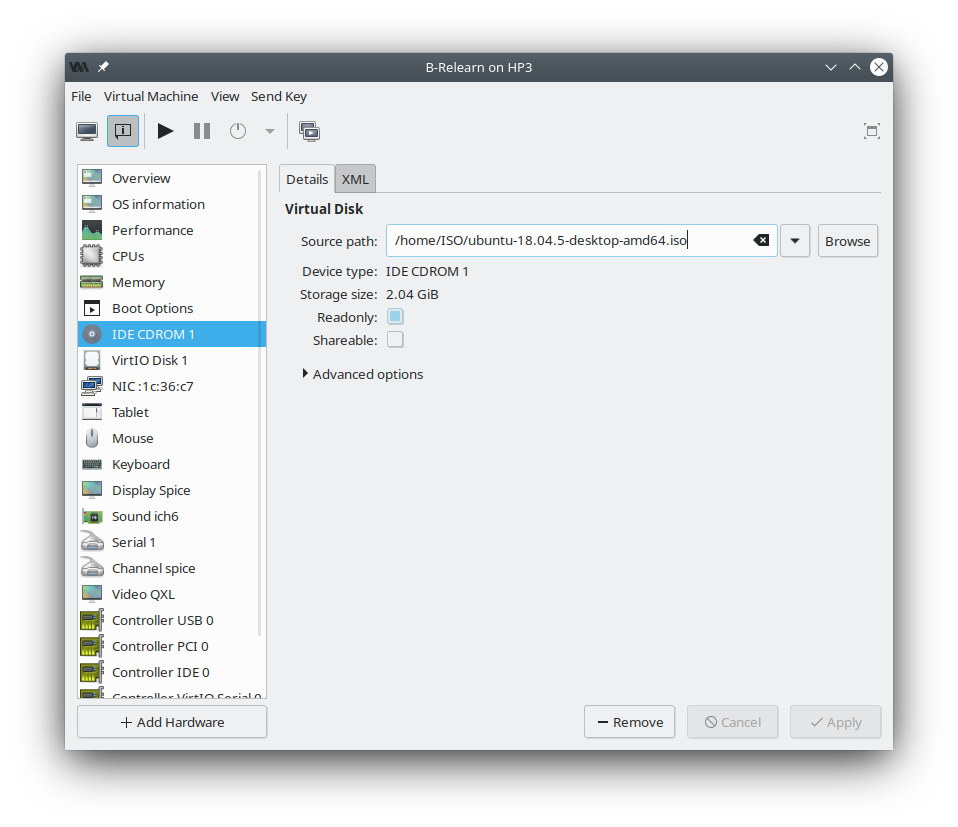 B-Relearn on HP3
File Virtual Machine View Send Key
Details XML
Overview
OS information
Performance
CPUs
Memory
Boot Options
IDE CDROM 1
VirtIO Disk 1
NIC :1c:36:c7
Tablet
Mouse
Keyboard
Display Spice
Sound ich6
Serial 1
Channel spice
Video QXL
Controller USB 0
Controller PCI 0
Controller IDE 0
Controller VirtIO Serial 0
Virtual Disk
Source path: /home/ISO/ubuntu-18.04.5-desktop-amd64.iso Browse
Device type: IDE CDROM 1
Storage size: 2.04 GiB
Readonly:
Shareable:
Advanced options
Add Hardware Remove Cancel Apply